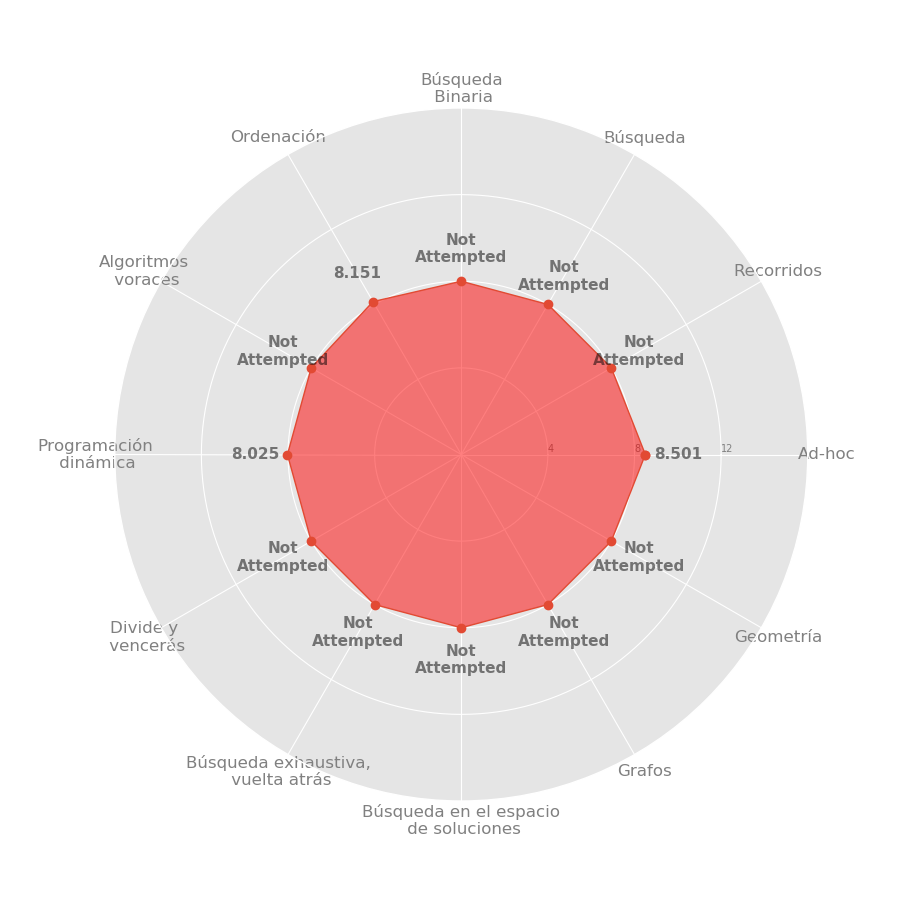 Búsqueda
Binaria
Ordenación
Búsqueda
Not
Attempted
Algoritmos
voraces
8.151
Not
Attempted
Recorridos
Not
Attempted
Not
Attempted
Programación
dinámica
8.025
4
8
12
8.501
Ad-hoc
Not
Attempted
Not
Attempted
Divide y
vencerás
Not
Attempted
Not
Attempted
Not
Attempted
Geometría
Búsqueda exhaustiva,
vuelta atrás
Grafos
Búsqueda en el espacio
de soluciones